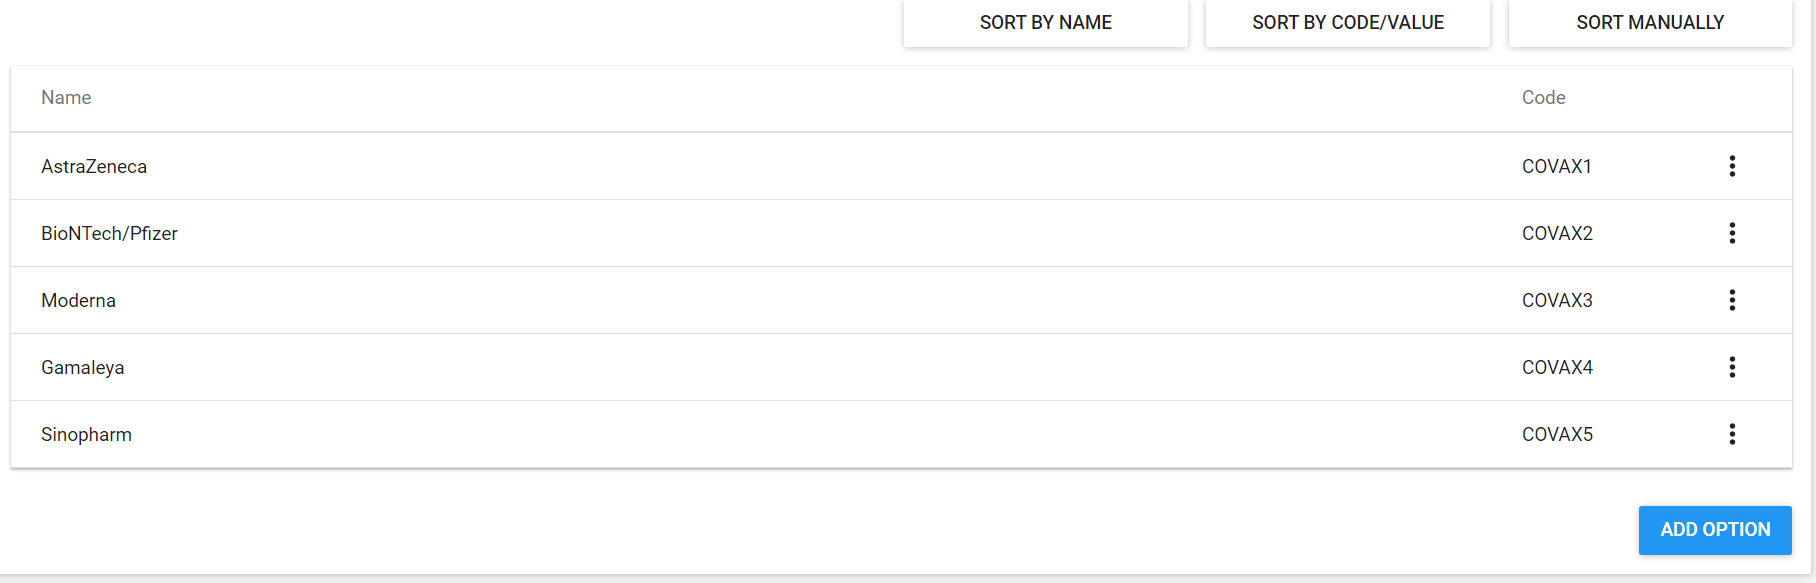 SORT BY NAME SORT BY CODE/VALUE SORT MANUALLY
Name Code
AstraZeneca COVAX1
BioNTech/Pfizer COVAX2
Moderna COVAX3
Gamaleya COVAX4
Sinopharm COVAX5
ADD OPTION